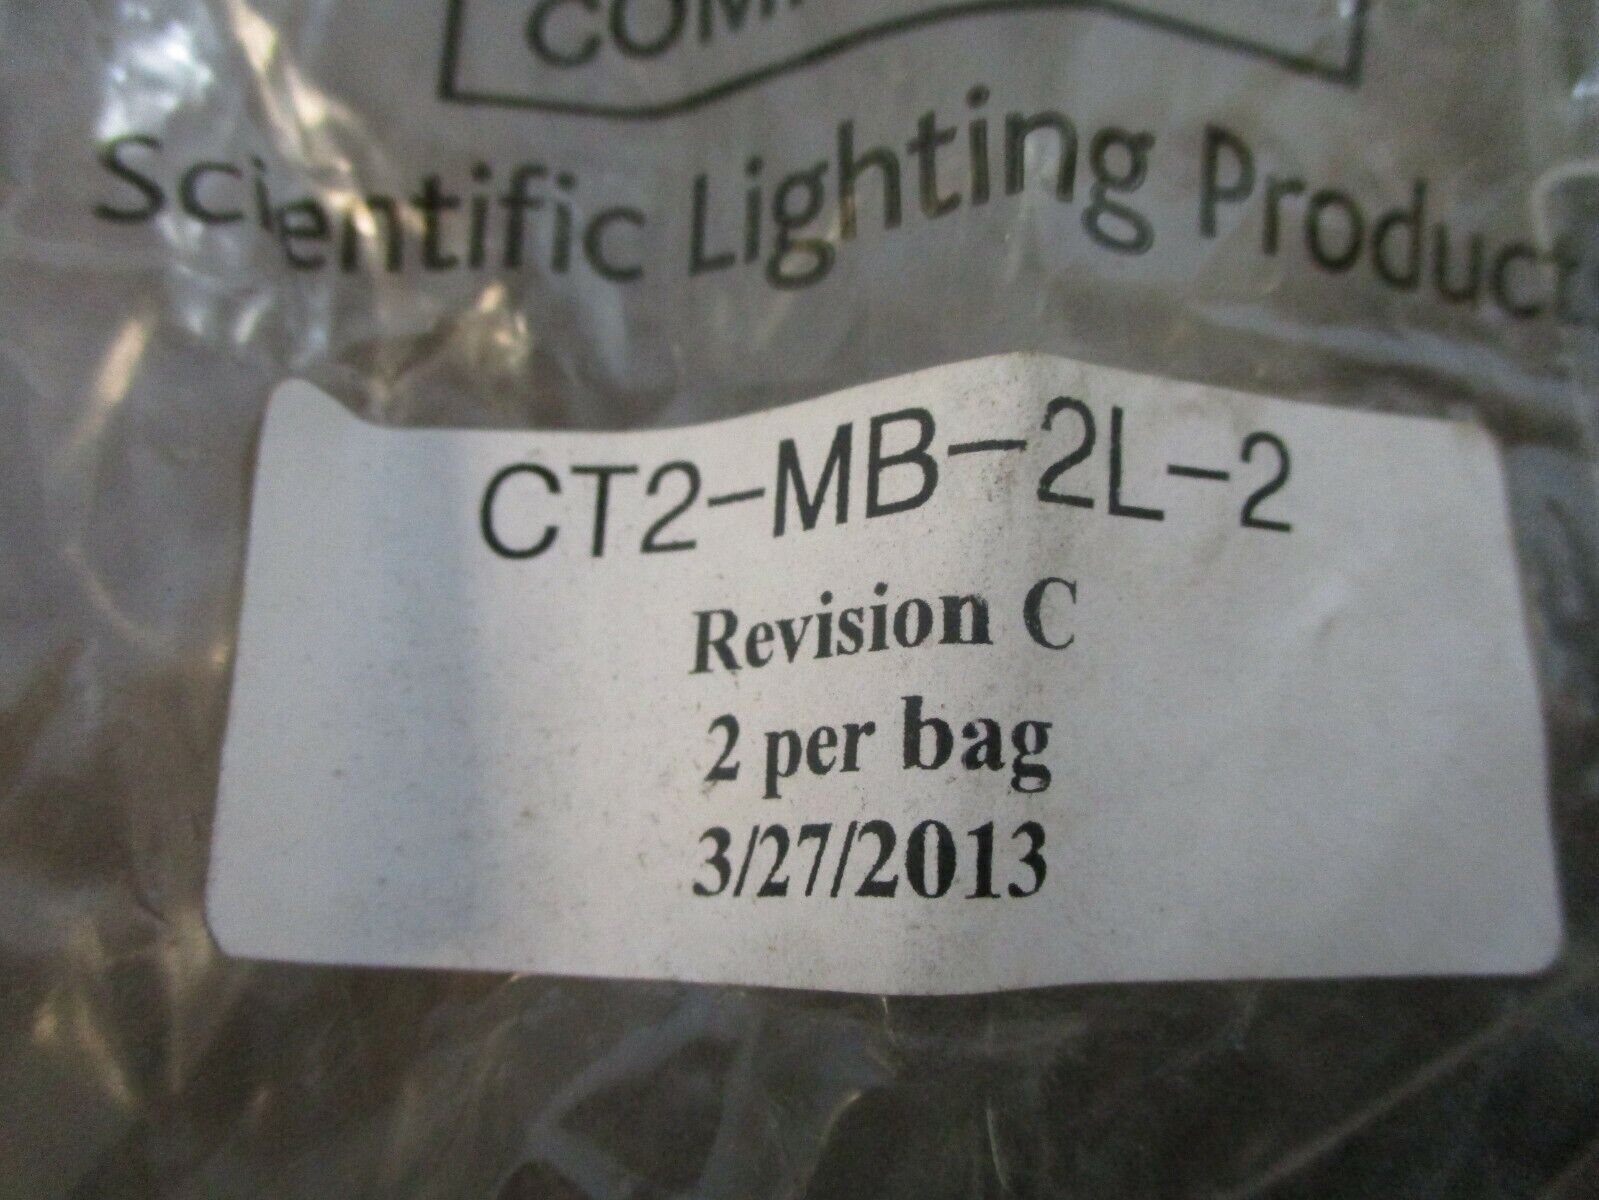 Scientific Lighting Product
CT2-MB-2L-2
Revision C
2 per bag
3/27/2013